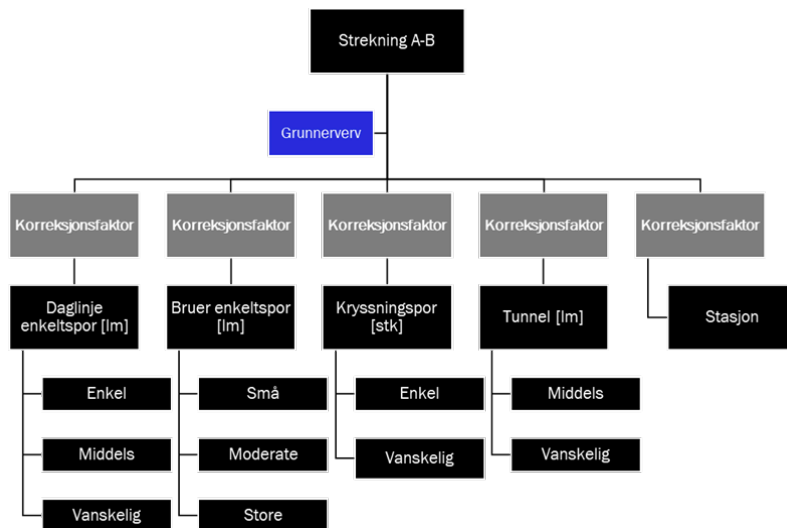 Strekning A-B
Grunnerverv
Korreksjonsfaktor
Korreksjonsfaktor
Korreksjonsfaktor
Korreksjonsfaktor
Korreksjonsfaktor
Daglinje
enkeltspor [lm]
Bruer enkeltspor
[lm]
Kryssningspor
[stk]
Tunnel [lm]
Stasjon
Enkel
Små
Enkel
Middels
Middels
Moderate
Vanskelig
Vanskelig
Vanskelig
Store